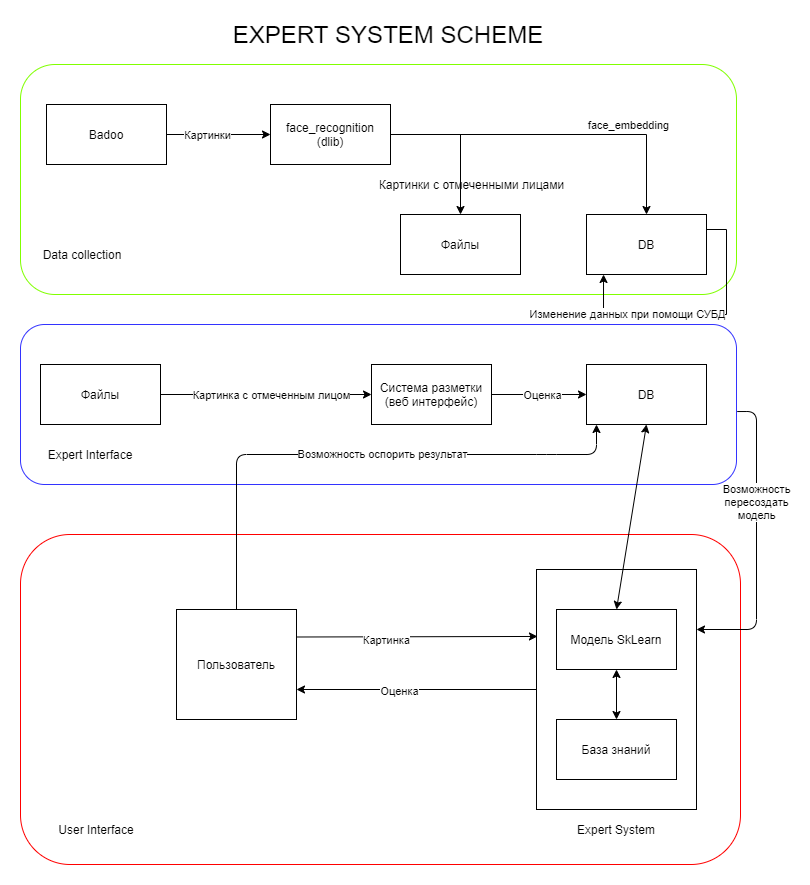 EXPERT SYSTEM SCHEME
Badoo
Картинки
face_recognition
(dlib)
face_embedding
Картинки с отмеченными лицами
Файлы
DB
Data collection
Изменение данных при помощи СУБД
Файлы
Картинка с отмеченным лицом
Система разметки
(веб интерфейс)
Оценка
DB
Expert Interface
Возможность оспорить результат
Возможность
пересоздать
модель
Пользователь
Картинка
Модель SkLearn
Оценка
База знаний
User Interface
Expert System